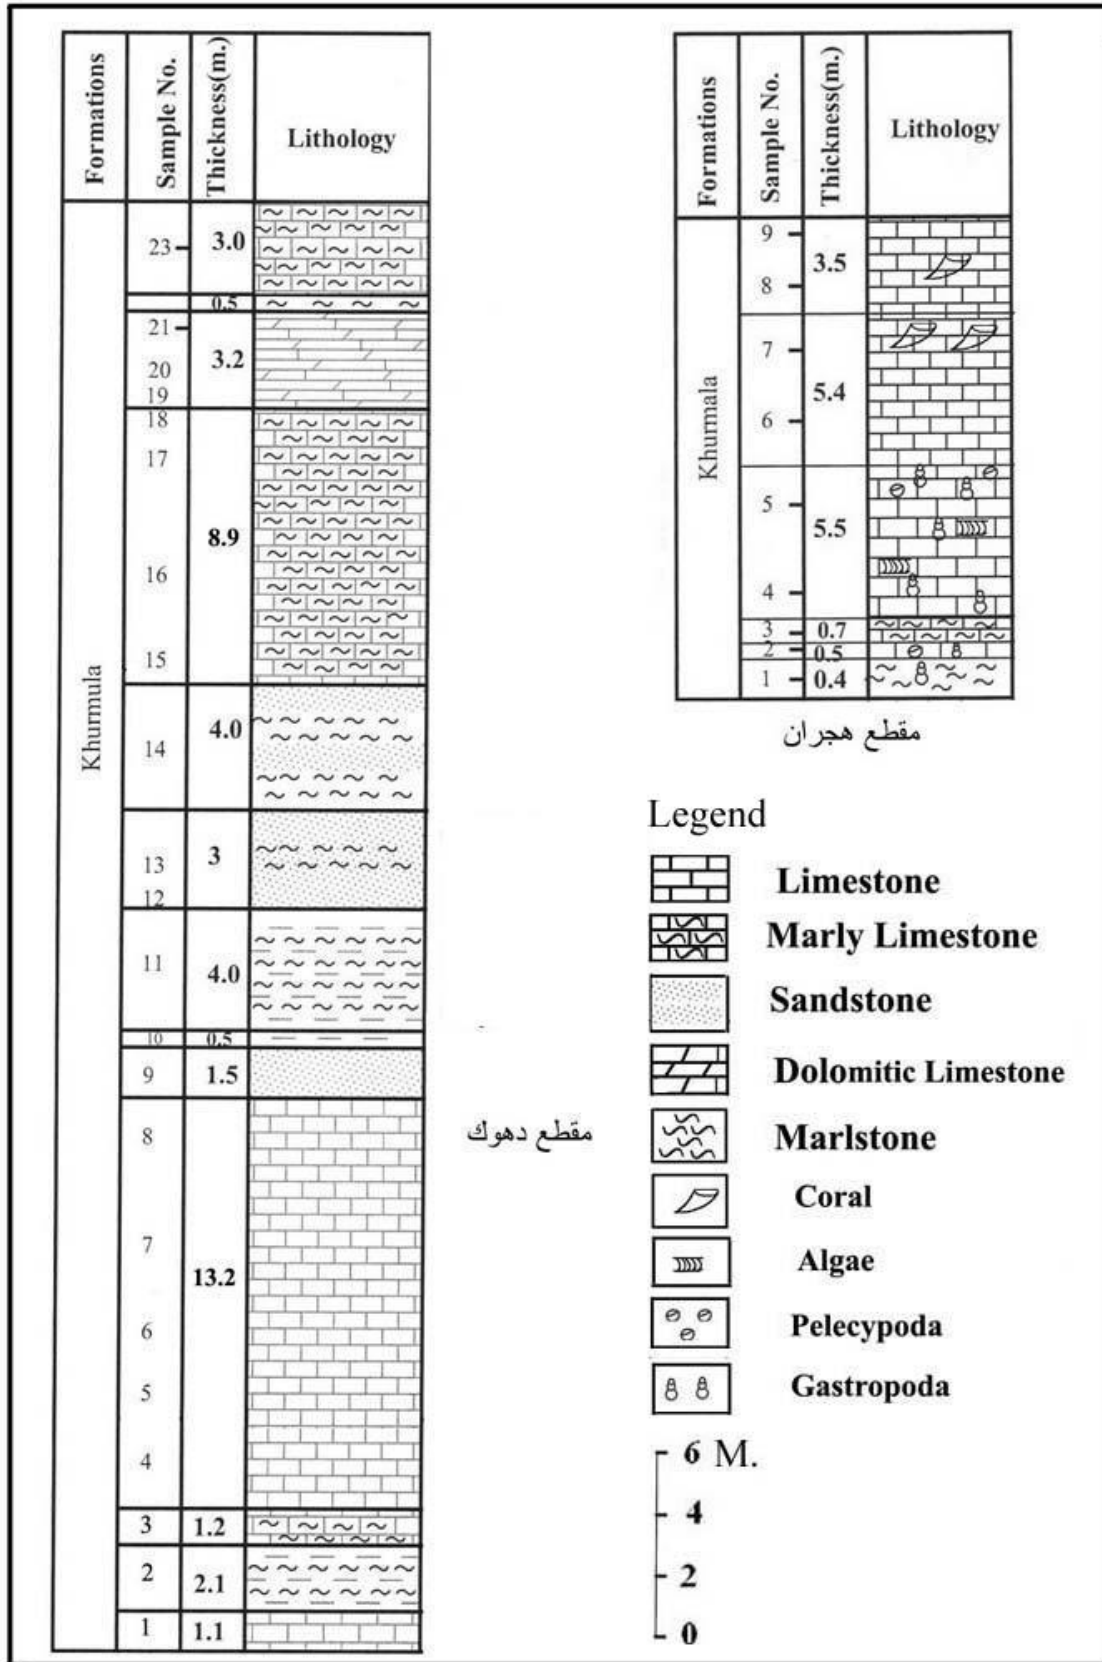 Formations
Sample No.
Thickness(m.)
Lithology
Khurmula
23
3.0
0.5
21
20
19
3.2
18
17
16
15
8.9
14
4.0
13
12
3
11
4.0
10
0.5
9
1.5
8
7
6
5
4
13.2
3
1.2
2
2.1
1
1.1
مقطع دهوك
Formations
Sample No.
Thickness(m.)
Lithology
Khurmala
9
8
3.5
7
6
5.4
5
4
5.5
3
0.7
2
0.5
1
0.4
مقطع هجران
Legend
Limestone
Marly Limestone
Sandstone
Dolomitic Limestone
Marlstone
Coral
Algae
Pelecypoda
Gastropoda
6 M.
4
2
0